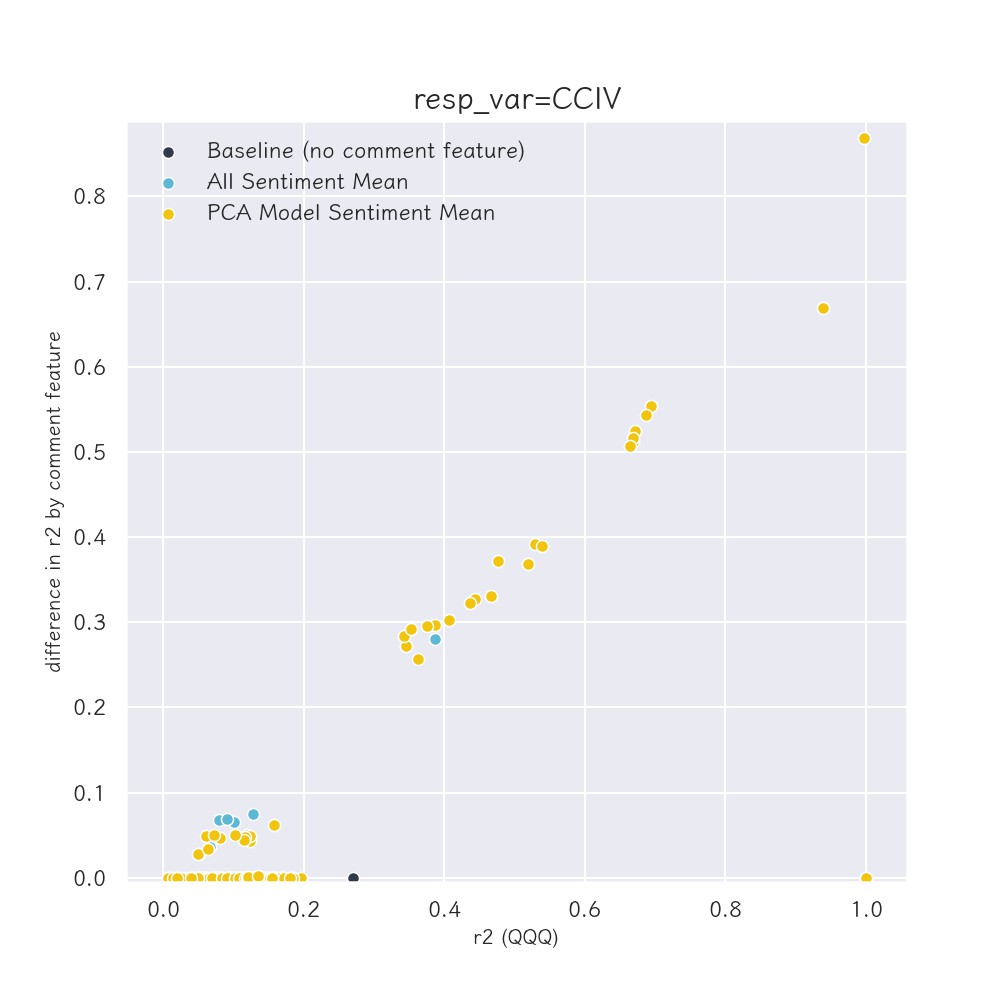 resp_var=CCIV
Baseline (no comment feature)
All Sentiment Mean
PCA Model Sentiment Mean
difference in r2 by comment feature
0.8
0.7
0.6
0.5
0.4
0.3
0.2
0.1
0.0
0.0 0.2 0.4 0.6 0.8 1.0
r2 (QQQ)